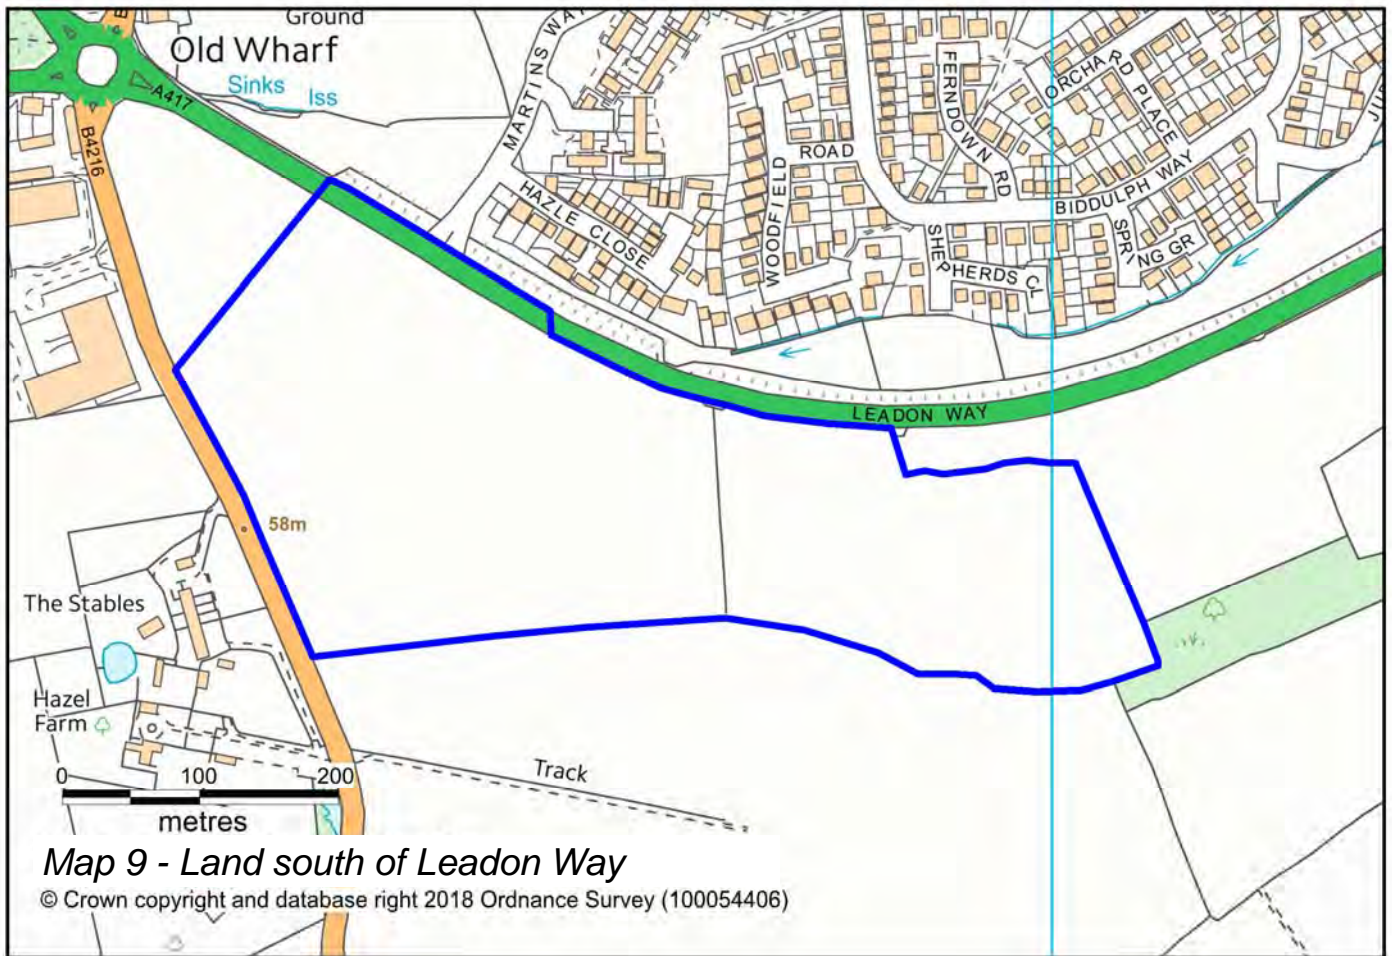 Ground
Old Wharf
Sinks
Iss
A417
B4216
MARTINS WAY
HAZLE CLOSE
WOODFIELD
ROAD
FERNDOWN RD
ORCHARD PLACE
BIDDULPH WAY
SPRING GR
SHEPHERDS CL
LEADON WAY
58m
The Stables
Hazel
Farm
Track
0 100 200
metres
Map 9 - Land south of Leadon Way
© Crown copyright and database right 2018 Ordnance Survey (100054406)